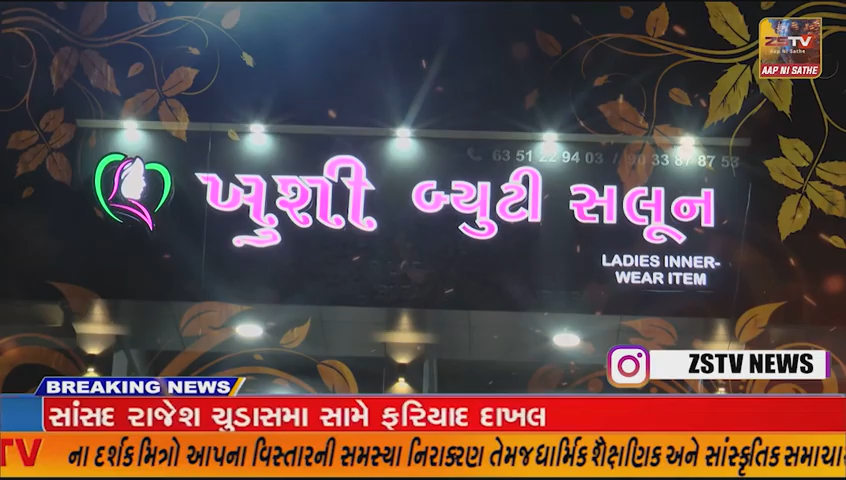 ZSTV
Aap Ni Sathe
AAP NI SATHE
63 51 22 94 03 / 90 33 87 87 53
ખુશી બ્યુટી સલૂન
LADIES INNER-
WEAR ITEM
ZSTV NEWS
BREAKING NEWS
સાંસદ રાજેશ ચુડાસમા સામે ફરિયાદ દાખલ
TV ના દર્શક મિત્રો આપના વિસ્તારની સમસ્યા નિરાકરણ તેમજ ધાર્મિક શૈક્ષણિક અને સાંસ્કૃતિક સમાચાર